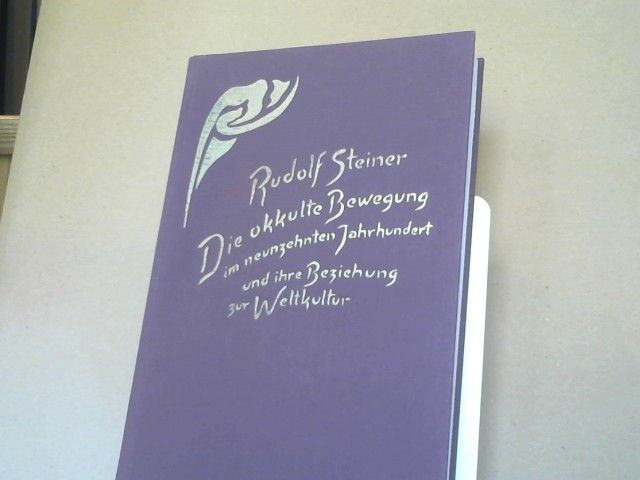 Rudolf Steiner
Die okkulte Bewegung
im neunzehnten Jahrhundert
und ihre Beziehung
zur Weltkultur